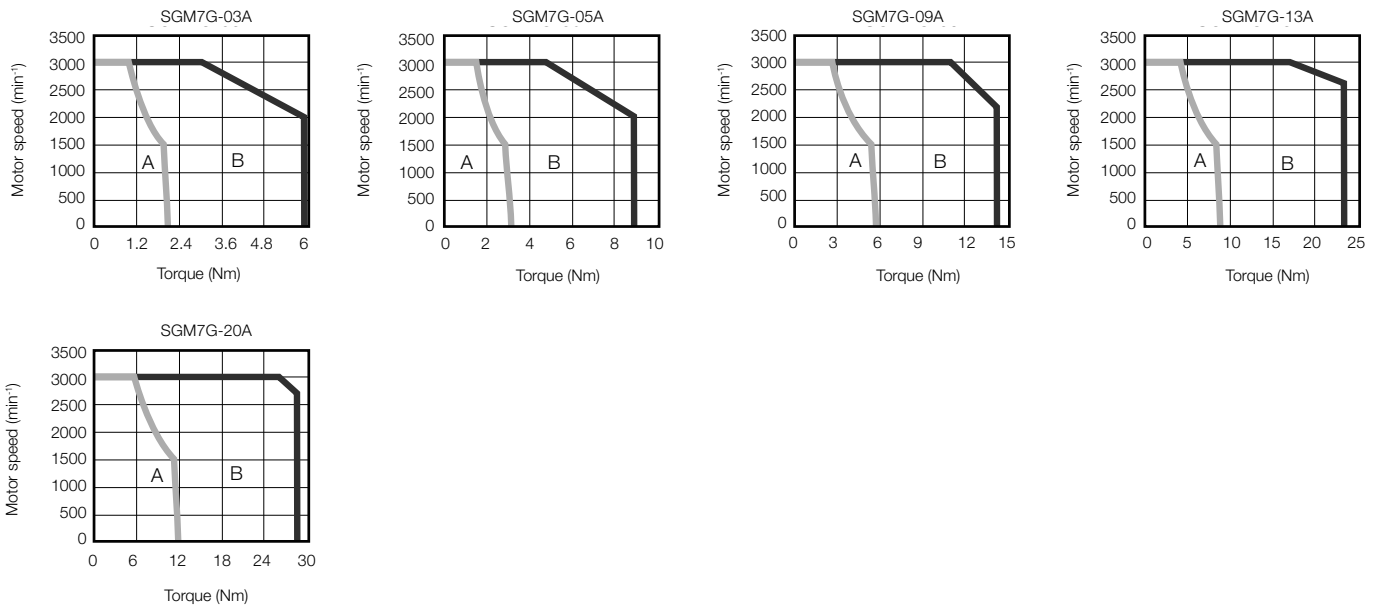 SGM7G-03A
Motor speed (min-1)
3500
3000
2500
2000
1500
1000
500
0
A
B
0 1.2 2.4 3.6 4.8 6
Torque (Nm)
SGM7G-05A
Motor speed (min-1)
3500
3000
2500
2000
1500
1000
500
0
A
B
0 2 4 6 8 10
Torque (Nm)
SGM7G-09A
Motor speed (min-1)
3500
3000
2500
2000
1500
1000
500
0
A
B
0 3 6 9 12 15
Torque (Nm)
SGM7G-13A
Motor speed (min-1)
3500
3000
2500
2000
1500
1000
500
0
A
B
0 5 10 15 20 25
Torque (Nm)
SGM7G-20A
Motor speed (min-1)
3500
3000
2500
2000
1500
1000
500
0
A
B
0 6 12 18 24 30
Torque (Nm)